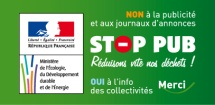 NON à la publicité
et aux journaux d'annonces
STOP PUB
Réduisons vite nos déchets !
OUI à l'info
des collectivités
Merci
Liberté • Égalité • Fraternité
RÉPUBLIQUE FRANÇAISE
Ministère
de l'Écologie,
du Développement
durable
et de l'Énergie